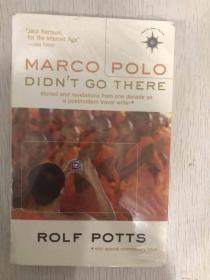 "Jack Kerouac
for the Internet Age"
MARCO POLO
DIDN'T GO THERE
stories and revelations from one decade as
a postmodern travel writer*
ROLF POTTS